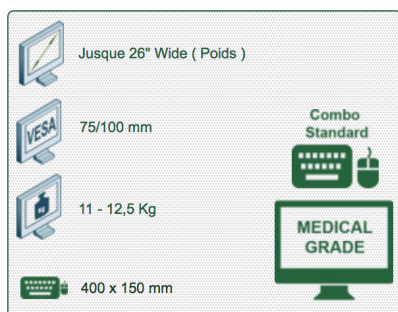 Jusque 26" Wide ( Poids )
VESA
75/100 mm
KG
11 - 12,5 Kg
400 x 150 mm
Combo
Standard
MEDICAL
GRADE